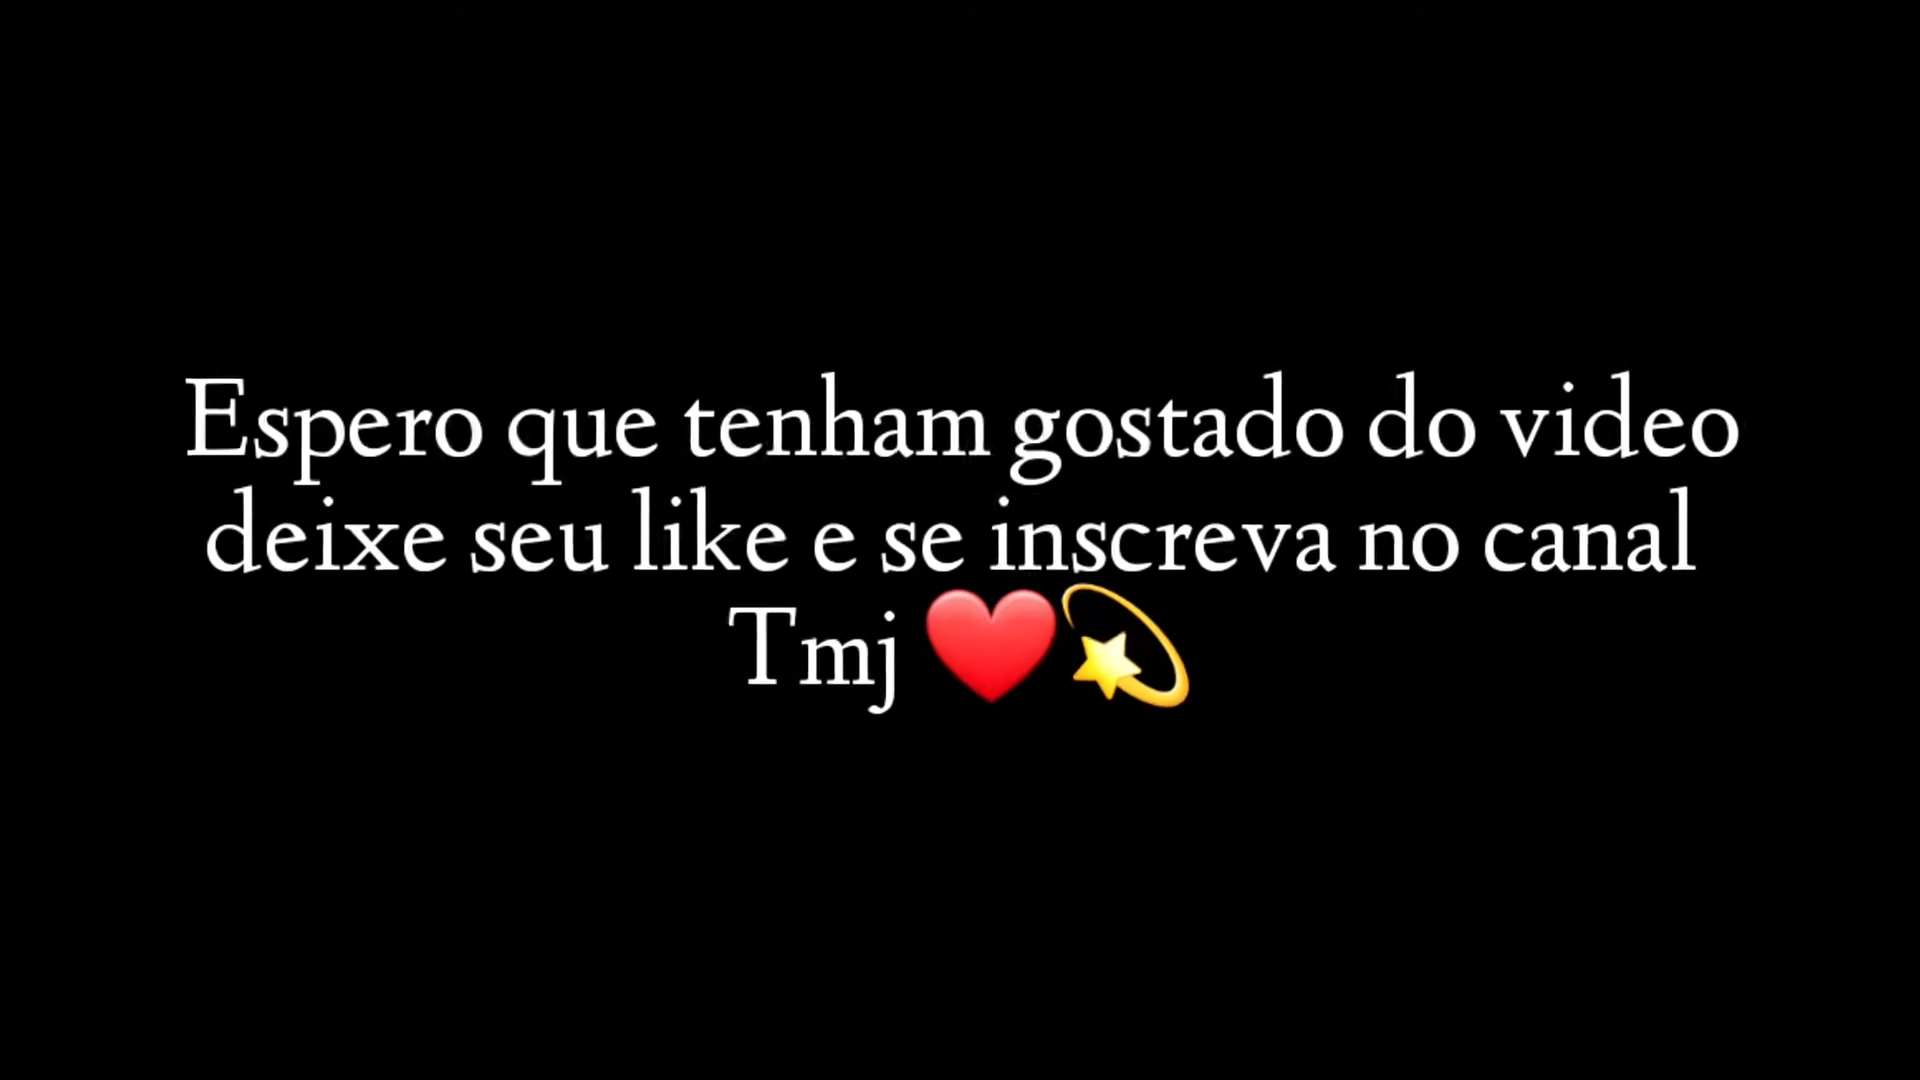 Espero que tenham gostado do video
deixe seu like e se inscreva no canal
Tmj ❤️💫